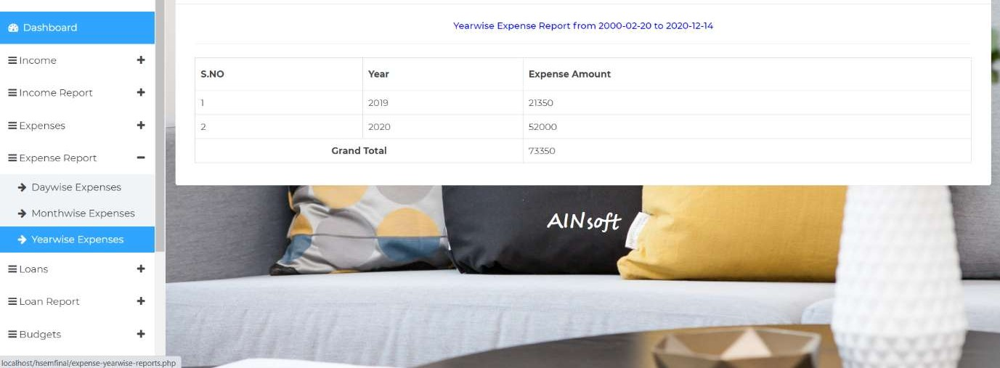 Dashboard
Income
Income Report
Expenses
Expense Report
Daywise Expenses
Monthwise Expenses
Yearwise Expenses
Loans
Loan Report
Budgets
localhost/hsemfinal/expense-yearwise-reports.php
Yearwise Expense Report from 2000-02-20 to 2020-12-14
S.NO Year Expense Amount
1 2019 21350
2 2020 52000
Grand Total 73350
AINsoft